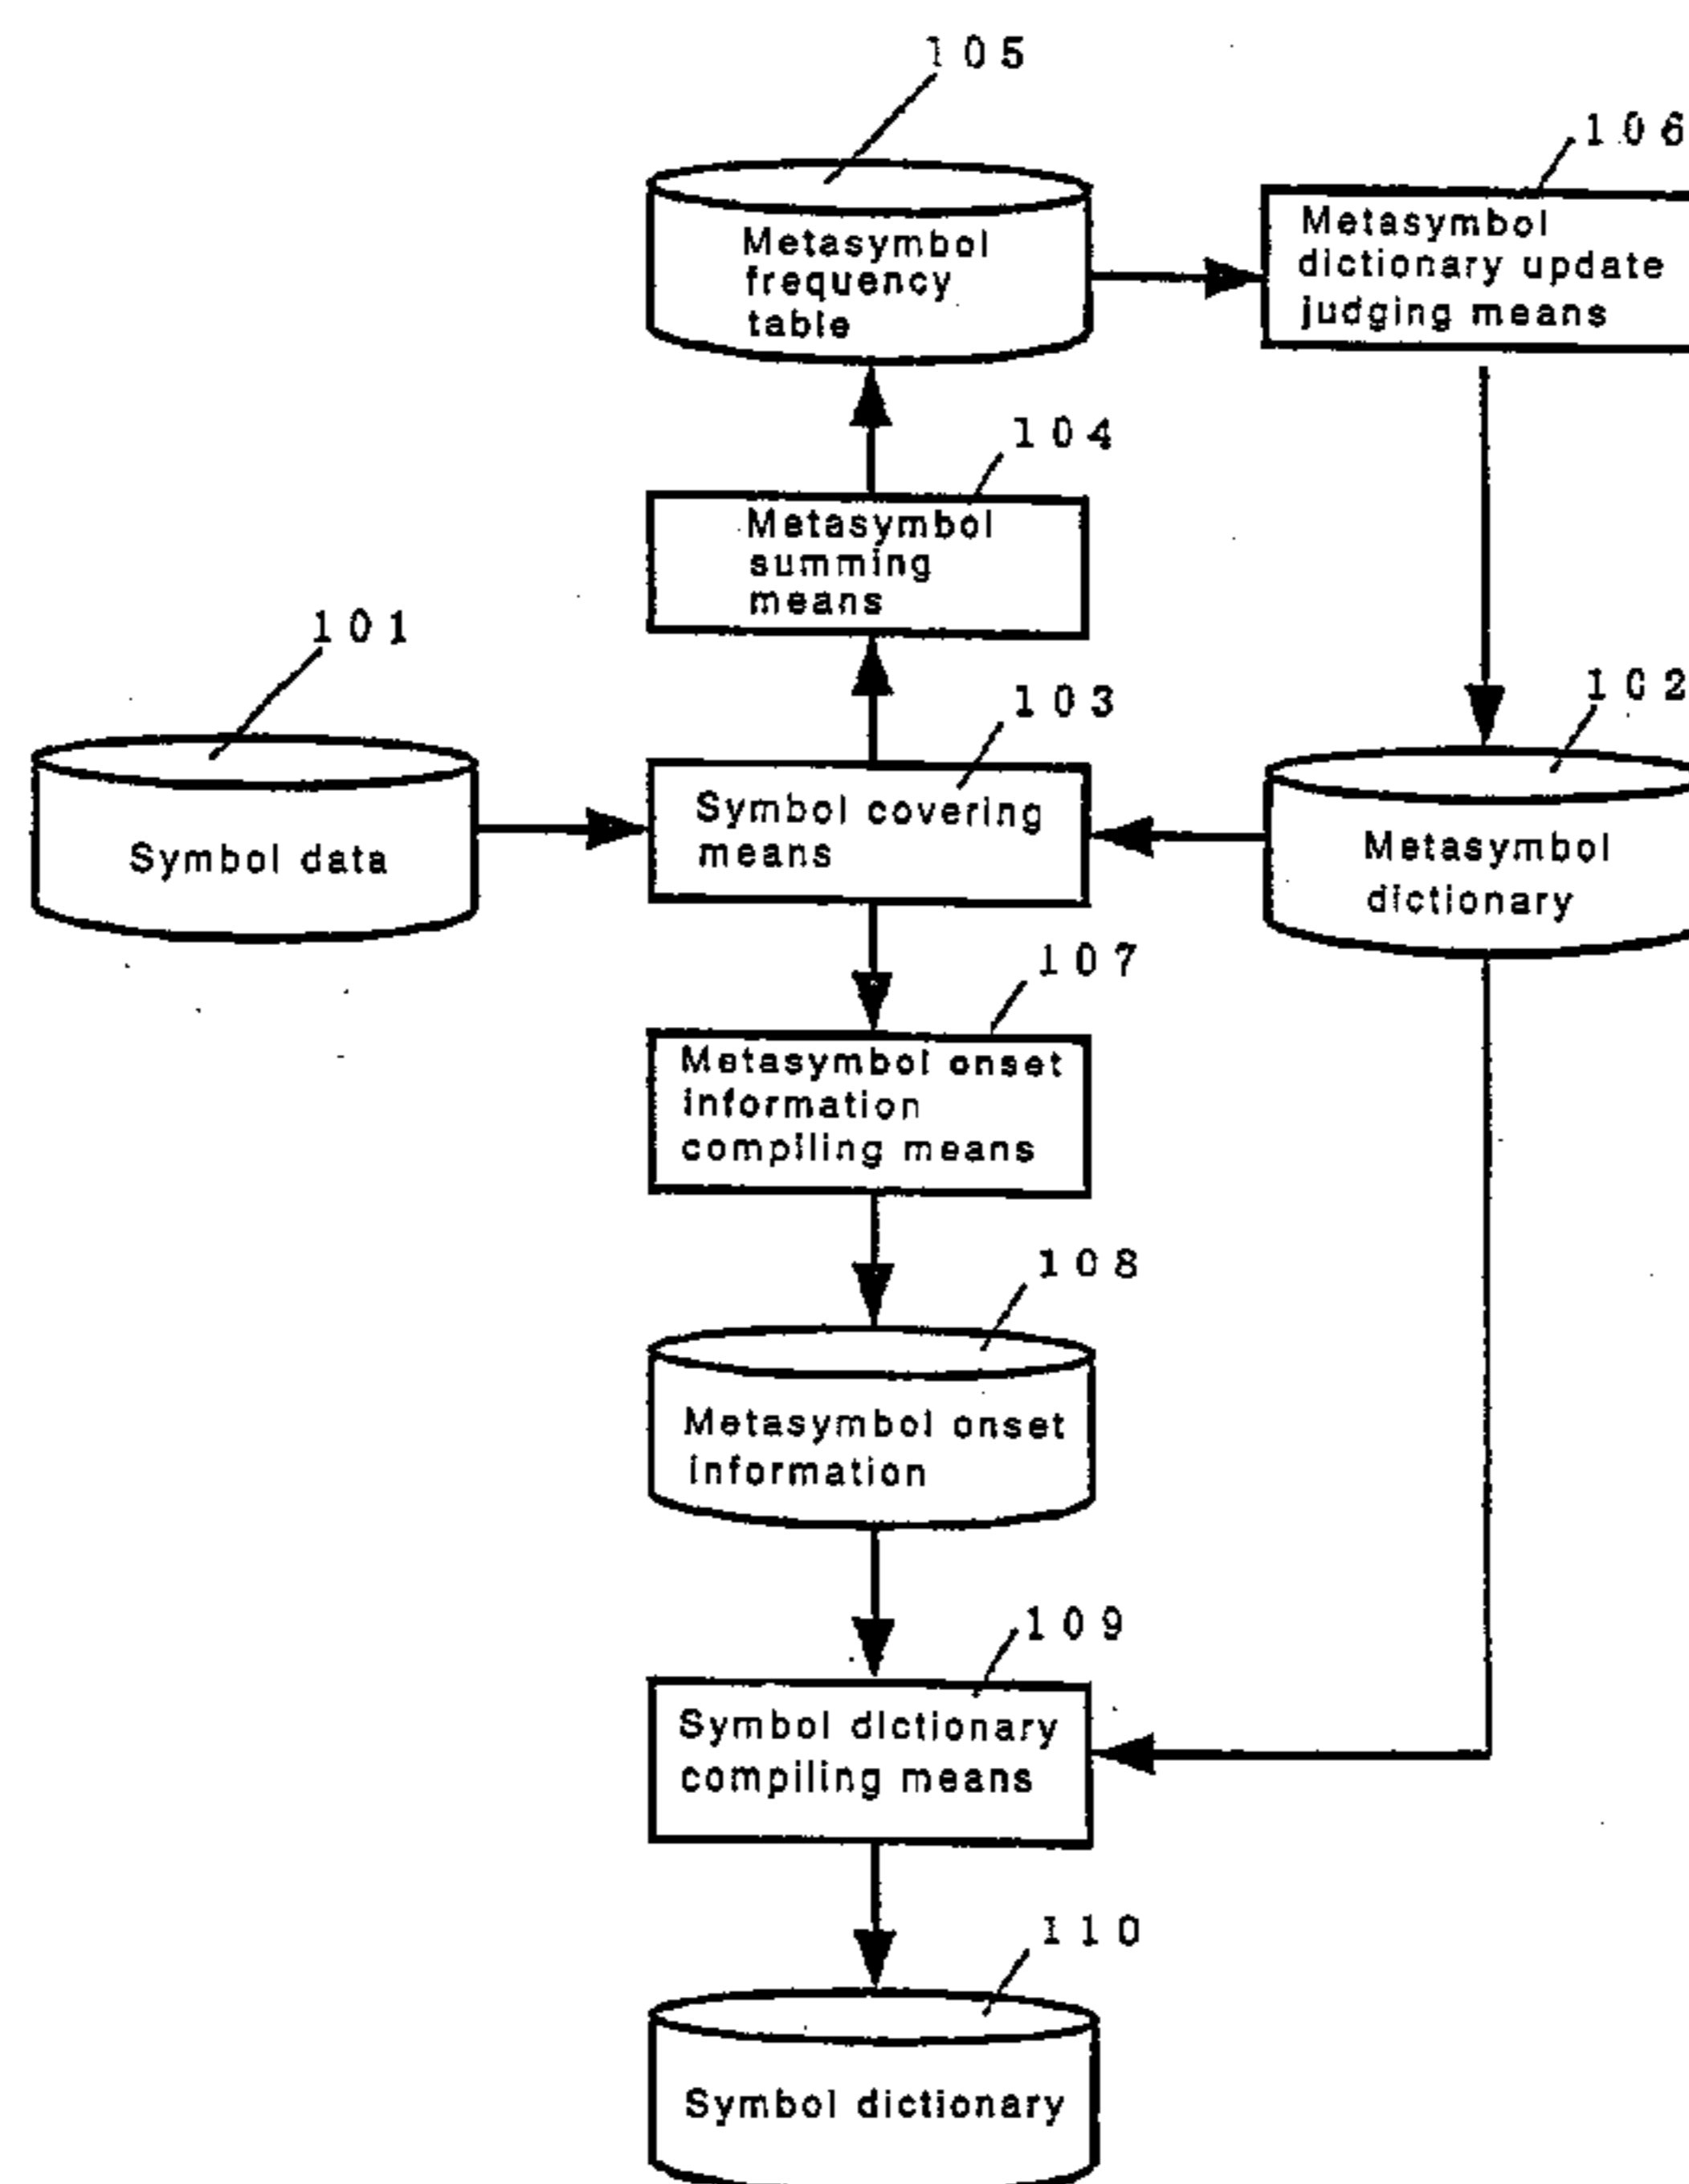 105
106
Metasymbol
frequency
table
Metasymbol
dictionary update
judging means
104
Metasymbol
summing
means
101
103
102
Symbol data
Symbol covering
means
Metasymbol
dictionary
107
Metasymbol onset
information
compiling means
108
Metasymbol onset
information
109
Symbol dictionary
compiling means
110
Symbol dictionary